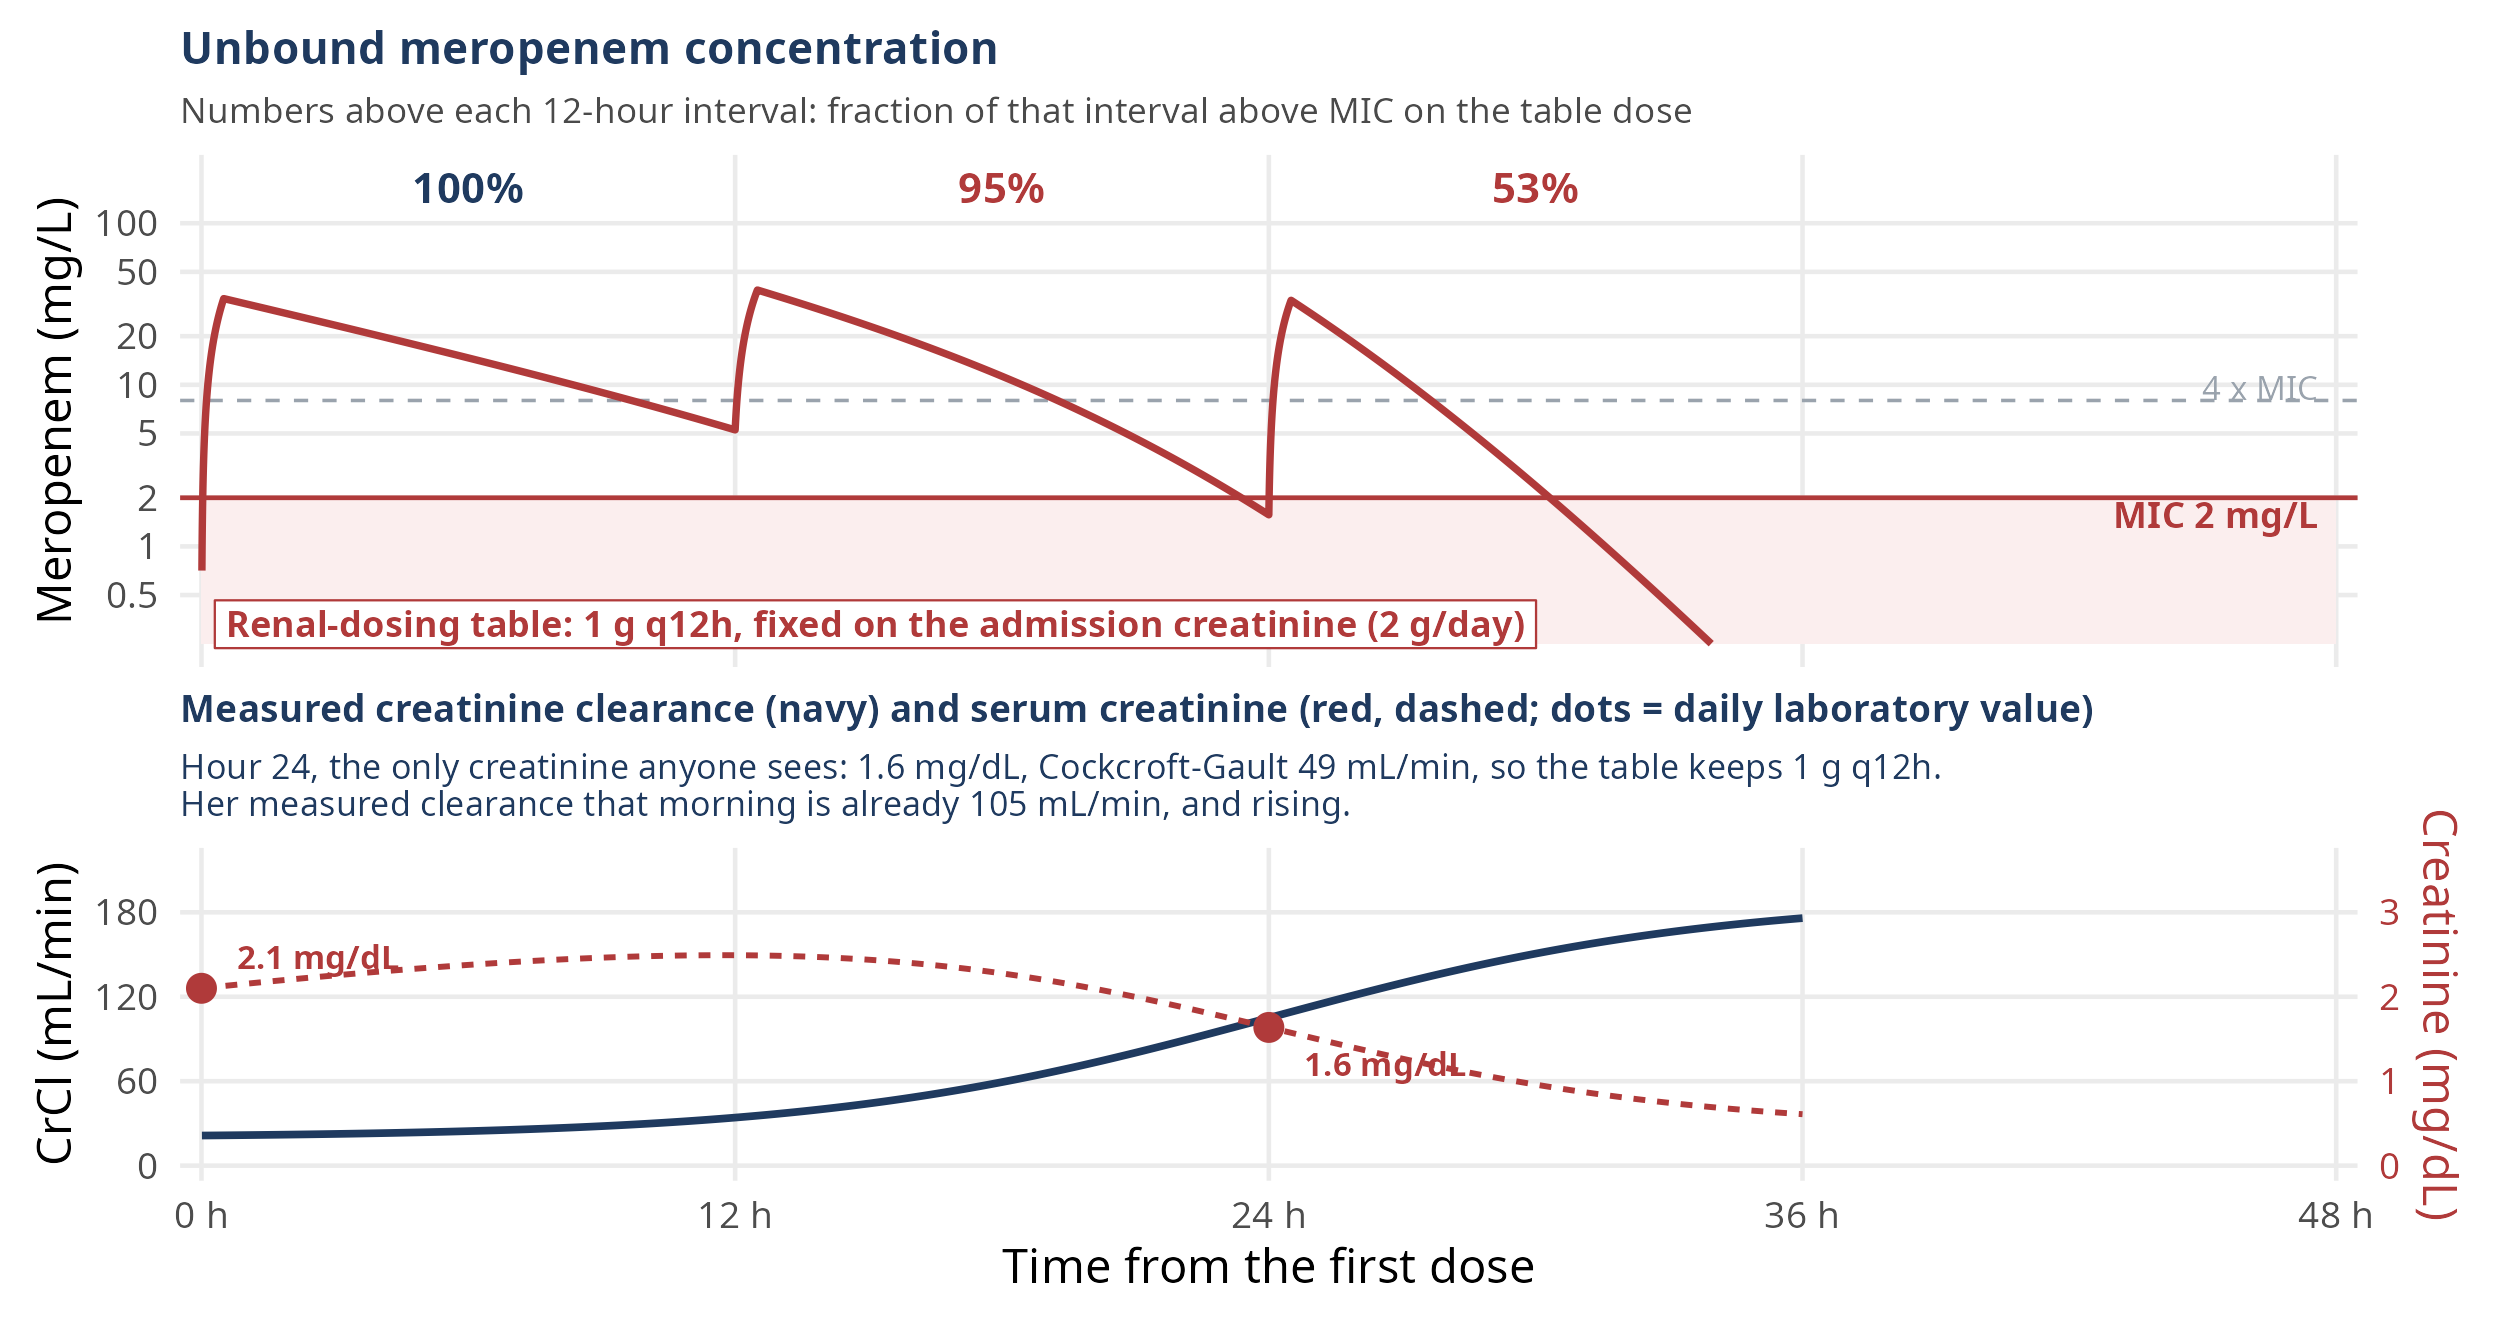 Unbound meropenem concentration
Numbers above each 12-hour interval: fraction of that interval above MIC on the table dose
100%
95%
53%
Meropenem (mg/L)
100
50
20
10
5
2
1
0.5
4 x MIC
MIC 2 mg/L
Renal-dosing table: 1 g q12h, fixed on the admission creatinine (2 g/day)
Measured creatinine clearance (navy) and serum creatinine (red, dashed; dots = daily laboratory value)
Hour 24, the only creatinine anyone sees: 1.6 mg/dL, Cockcroft-Gault 49 mL/min, so the table keeps 1 g q12h.
Her measured clearance that morning is already 105 mL/min, and rising.
CrCl (mL/min)
180
120
60
0
2.1 mg/dL
1.6 mg/dL
3
2
1
0
Creatinine (mg/dL)
0 h
12 h
24 h
36 h
48 h
Time from the first dose